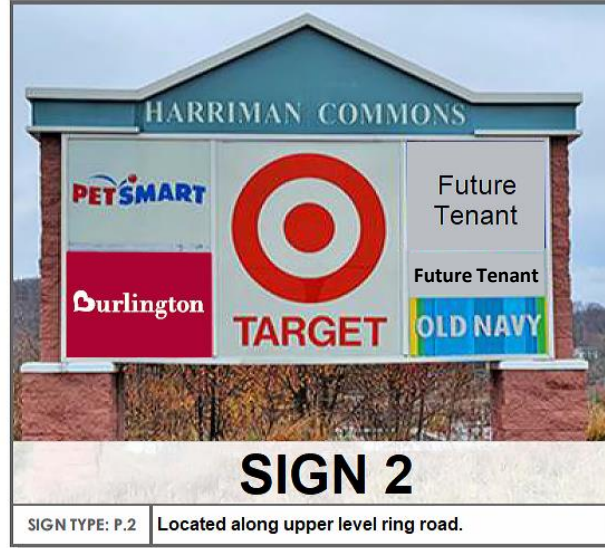 HARRIMAN COMMONS
PETSMART
Burlington
TARGET
Future
Tenant
Future Tenant
OLD NAVY
SIGN 2
SIGN TYPE: P.2
Located along upper level ring road.